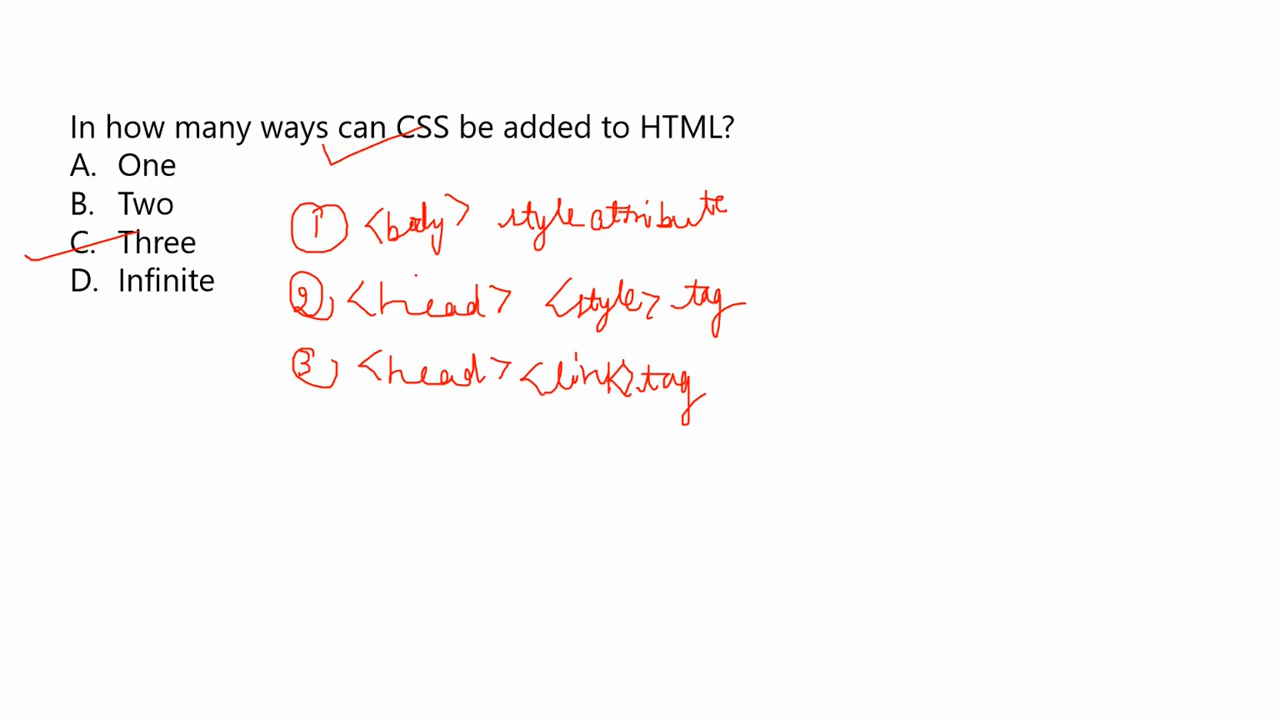 In how many ways can CSS be added to HTML?
A. One
B. Two
C. Three
D. Infinite
1 <body> style attribute
2) <head> <style> tag
3) <head> <link> tag